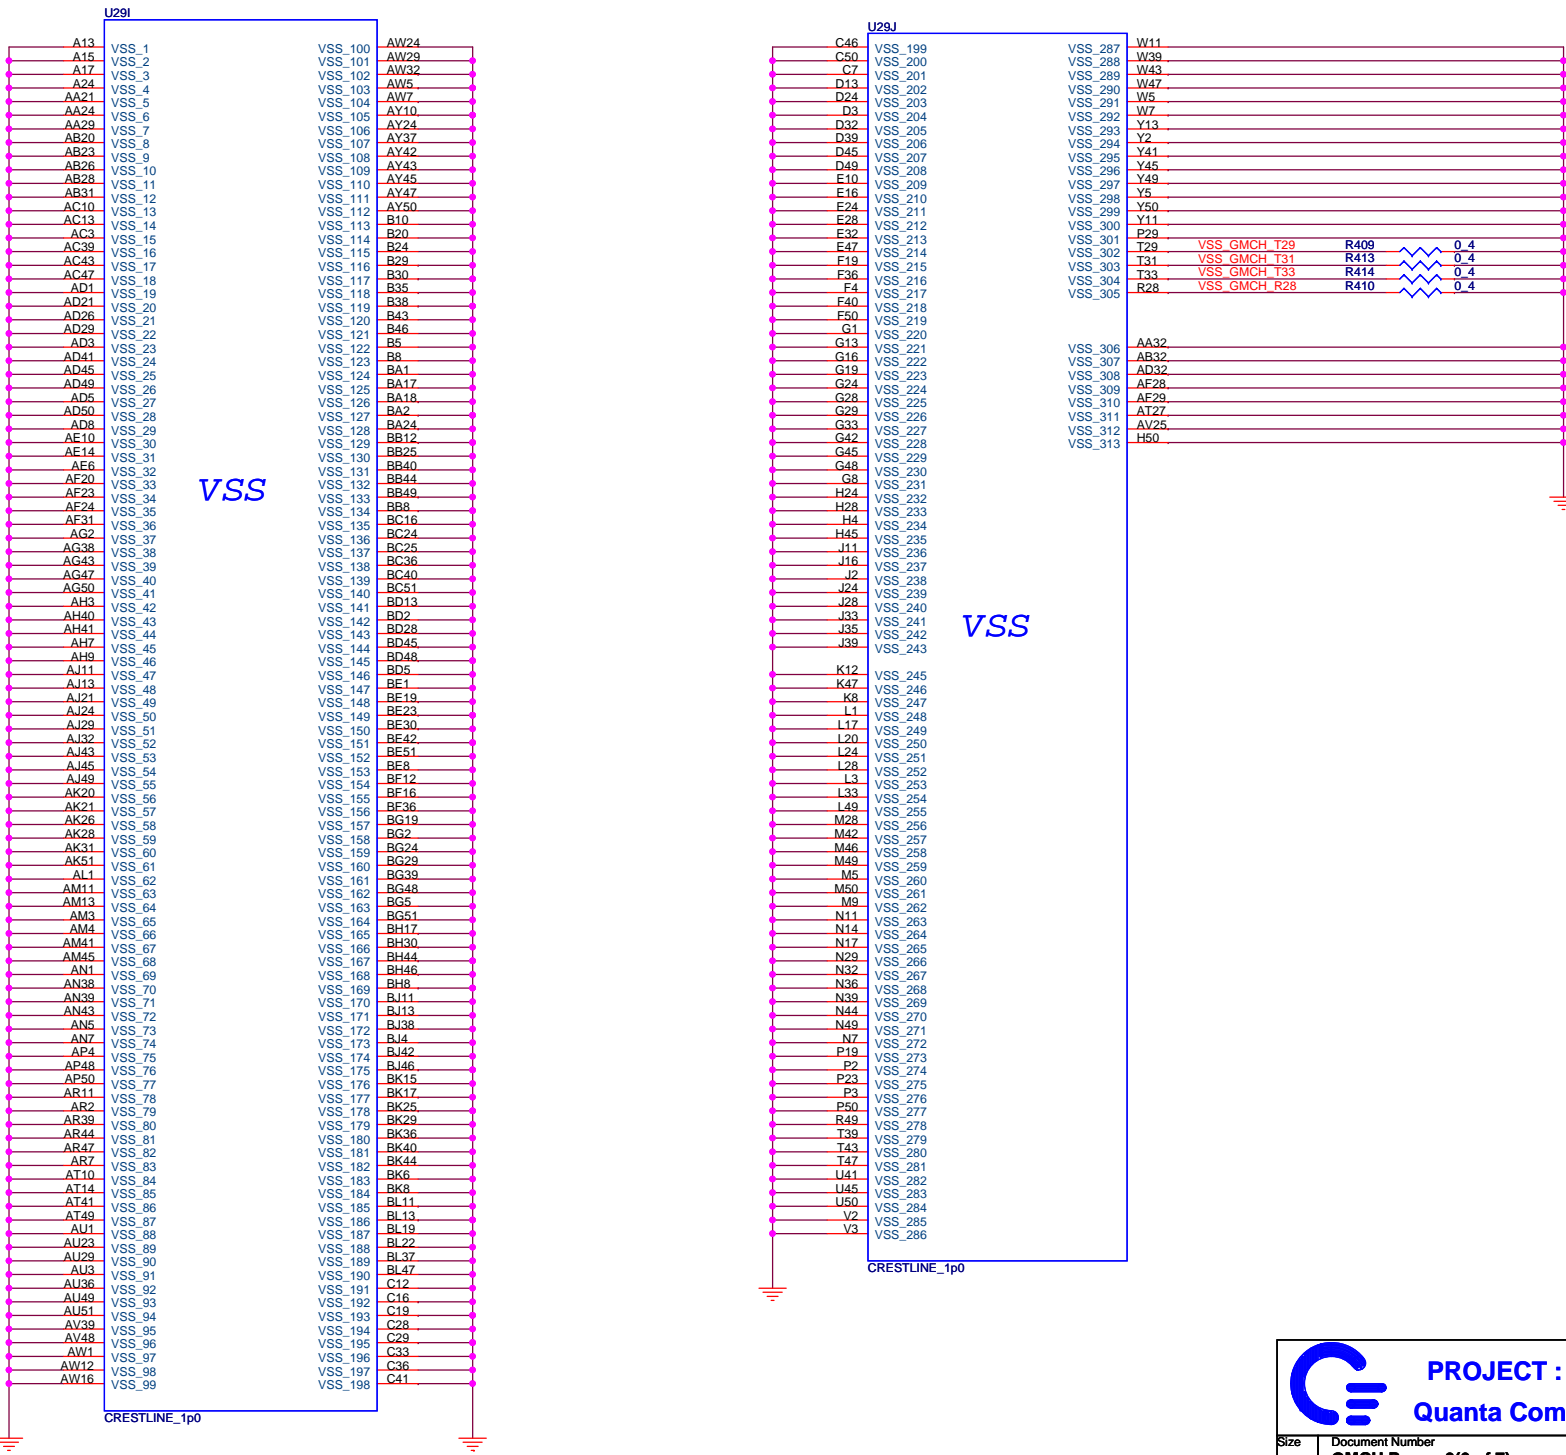 U29I
A13 VSS_1 VSS_100 AW24
A15 VSS_2 VSS_101 AW29
A17 VSS_3 VSS_102 AW32
A24 VSS_4 VSS_103 AW5
AA21 VSS_5 VSS_104 AW7
AA24 VSS_6 VSS_105 AY10
AA29 VSS_7 VSS_106 AY24
AB20 VSS_8 VSS_107 AY37
AB23 VSS_9 VSS_108 AY42
AB26 VSS_10 VSS_109 AY43
AB28 VSS_11 VSS_110 AY45
AB31 VSS_12 VSS_111 AY47
AC10 VSS_13 VSS_112 AY50
AC13 VSS_14 VSS_113 B10
AC3 VSS_15 VSS_114 B20
AC39 VSS_16 VSS_115 B24
AC43 VSS_17 VSS_116 B29
AC47 VSS_18 VSS_117 B30
AD1 VSS_19 VSS_118 B35
AD21 VSS_20 VSS_119 B38
AD26 VSS_21 VSS_120 B43
AD29 VSS_22 VSS_121 B46
AD3 VSS_23 VSS_122 B5
AD41 VSS_24 VSS_123 B8
AD45 VSS_25 VSS_124 BA1
AD49 VSS_26 VSS_125 BA17
AD5 VSS_27 VSS_126 BA18
AD50 VSS_28 VSS_127 BA2
AD8 VSS_29 VSS_128 BA24
AE10 VSS_30 VSS_129 BB12
AE14 VSS_31 VSS_130 BB25
AE6 VSS_32 VSS_131 BB40
AF20 VSS_33 VSS_132 BB44
AF23 VSS_34 VSS_133 BB49
AF24 VSS_35 VSS_134 BB8
AF31 VSS_36 VSS_135 BC16
AG2 VSS_37 VSS_136 BC24
AG38 VSS_38 VSS_137 BC25
AG43 VSS_39 VSS_138 BC36
AG47 VSS_40 VSS_139 BC40
AG50 VSS_41 VSS_140 BC51
AH3 VSS_42 VSS_141 BD13
AH40 VSS_43 VSS_142 BD2
AH41 VSS_44 VSS_143 BD28
AH7 VSS_45 VSS_144 BD45
AH9 VSS_46 VSS_145 BD48
AJ11 VSS_47 VSS_146 BD5
AJ13 VSS_48 VSS_147 BE1
AJ21 VSS_49 VSS_148 BE19
AJ24 VSS_50 VSS_149 BE23
AJ29 VSS_51 VSS_150 BE30
AJ32 VSS_52 VSS_151 BE42
AJ43 VSS_53 VSS_152 BE51
AJ45 VSS_54 VSS_153 BE8
AJ49 VSS_55 VSS_154 BF12
AK20 VSS_56 VSS_155 BF16
AK21 VSS_57 VSS_156 BF36
AK26 VSS_58 VSS_157 BG19
AK28 VSS_59 VSS_158 BG2
AK31 VSS_60 VSS_159 BG24
AK51 VSS_61 VSS_160 BG29
AL1 VSS_62 VSS_161 BG39
AM11 VSS_63 VSS_162 BG48
AM13 VSS_64 VSS_163 BG5
AM3 VSS_65 VSS_164 BG51
AM4 VSS_66 VSS_165 BH17
AM41 VSS_67 VSS_166 BH30
AM45 VSS_68 VSS_167 BH44
AN1 VSS_69 VSS_168 BH46
AN38 VSS_70 VSS_169 BH8
AN39 VSS_71 VSS_170 BJ11
AN43 VSS_72 VSS_171 BJ13
AN5 VSS_73 VSS_172 BJ38
AN7 VSS_74 VSS_173 BJ4
AP4 VSS_75 VSS_174 BJ42
AP48 VSS_76 VSS_175 BJ46
AP50 VSS_77 VSS_176 BK15
AR11 VSS_78 VSS_177 BK17
AR2 VSS_79 VSS_178 BK25
AR39 VSS_80 VSS_179 BK29
AR44 VSS_81 VSS_180 BK36
AR47 VSS_82 VSS_181 BK40
AR7 VSS_83 VSS_182 BK44
AT10 VSS_84 VSS_183 BK6
AT14 VSS_85 VSS_184 BK8
AT41 VSS_86 VSS_185 BL11
AT49 VSS_87 VSS_186 BL13
AU1 VSS_88 VSS_187 BL19
AU23 VSS_89 VSS_188 BL22
AU29 VSS_90 VSS_189 BL37
AU3 VSS_91 VSS_190 BL47
AU36 VSS_92 VSS_191 C12
AU49 VSS_93 VSS_192 C16
AU51 VSS_94 VSS_193 C19
AV39 VSS_95 VSS_194 C28
AV48 VSS_96 VSS_195 C29
AW1 VSS_97 VSS_196 C33
AW12 VSS_98 VSS_197 C36
AW16 VSS_99 VSS_198 C41
VSS
CRESTLINE_1p0
U29J
C46 VSS_199 VSS_287 W11
C50 VSS_200 VSS_288 W39
C7 VSS_201 VSS_289 W43
D13 VSS_202 VSS_290 W47
D24 VSS_203 VSS_291 W5
D3 VSS_204 VSS_292 W7
D32 VSS_205 VSS_293 Y13
D39 VSS_206 VSS_294 Y2
D45 VSS_207 VSS_295 Y41
D49 VSS_208 VSS_296 Y45
E10 VSS_209 VSS_297 Y49
E16 VSS_210 VSS_298 Y5
E24 VSS_211 VSS_299 Y50
E28 VSS_212 VSS_300 Y11
E32 VSS_213 VSS_301 P29
E47 VSS_214 VSS_302 T29 VSS_GMCH_T29 R409 0_4
F19 VSS_215 VSS_303 T31 VSS_GMCH_T31 R413 0_4
F36 VSS_216 VSS_304 T33 VSS_GMCH_T33 R414 0_4
F4 VSS_217 VSS_305 R28 VSS_GMCH_R28 R410 0_4
F40 VSS_218
F50 VSS_219
G1 VSS_220
G13 VSS_221 VSS_306 AA32
G16 VSS_222 VSS_307 AB32
G19 VSS_223 VSS_308 AD32
G24 VSS_224 VSS_309 AF28
G28 VSS_225 VSS_310 AF29
G29 VSS_226 VSS_311 AT27
G33 VSS_227 VSS_312 AV25
G42 VSS_228 VSS_313 H50
G45 VSS_229
G48 VSS_230
G8 VSS_231
H24 VSS_232
H28 VSS_233
H4 VSS_234
H45 VSS_235
J11 VSS_236
J16 VSS_237
J2 VSS_238
J24 VSS_239
J28 VSS_240
J33 VSS_241
J35 VSS_242
J39 VSS_243
VSS
K12 VSS_245
K47 VSS_246
K8 VSS_247
L1 VSS_248
L17 VSS_249
L20 VSS_250
L24 VSS_251
L28 VSS_252
L3 VSS_253
L33 VSS_254
L49 VSS_255
M28 VSS_256
M42 VSS_257
M46 VSS_258
M49 VSS_259
M5 VSS_260
M50 VSS_261
M9 VSS_262
N11 VSS_263
N14 VSS_264
N17 VSS_265
N29 VSS_266
N32 VSS_267
N36 VSS_268
N39 VSS_269
N44 VSS_270
N49 VSS_271
N7 VSS_272
P19 VSS_273
P2 VSS_274
P23 VSS_275
P3 VSS_276
P50 VSS_277
R49 VSS_278
T39 VSS_279
T43 VSS_280
T47 VSS_281
U41 VSS_282
U45 VSS_283
U50 VSS_284
V2 VSS_285
V3 VSS_286
CRESTLINE_1p0
PROJECT :
Quanta Com
Size Document Number